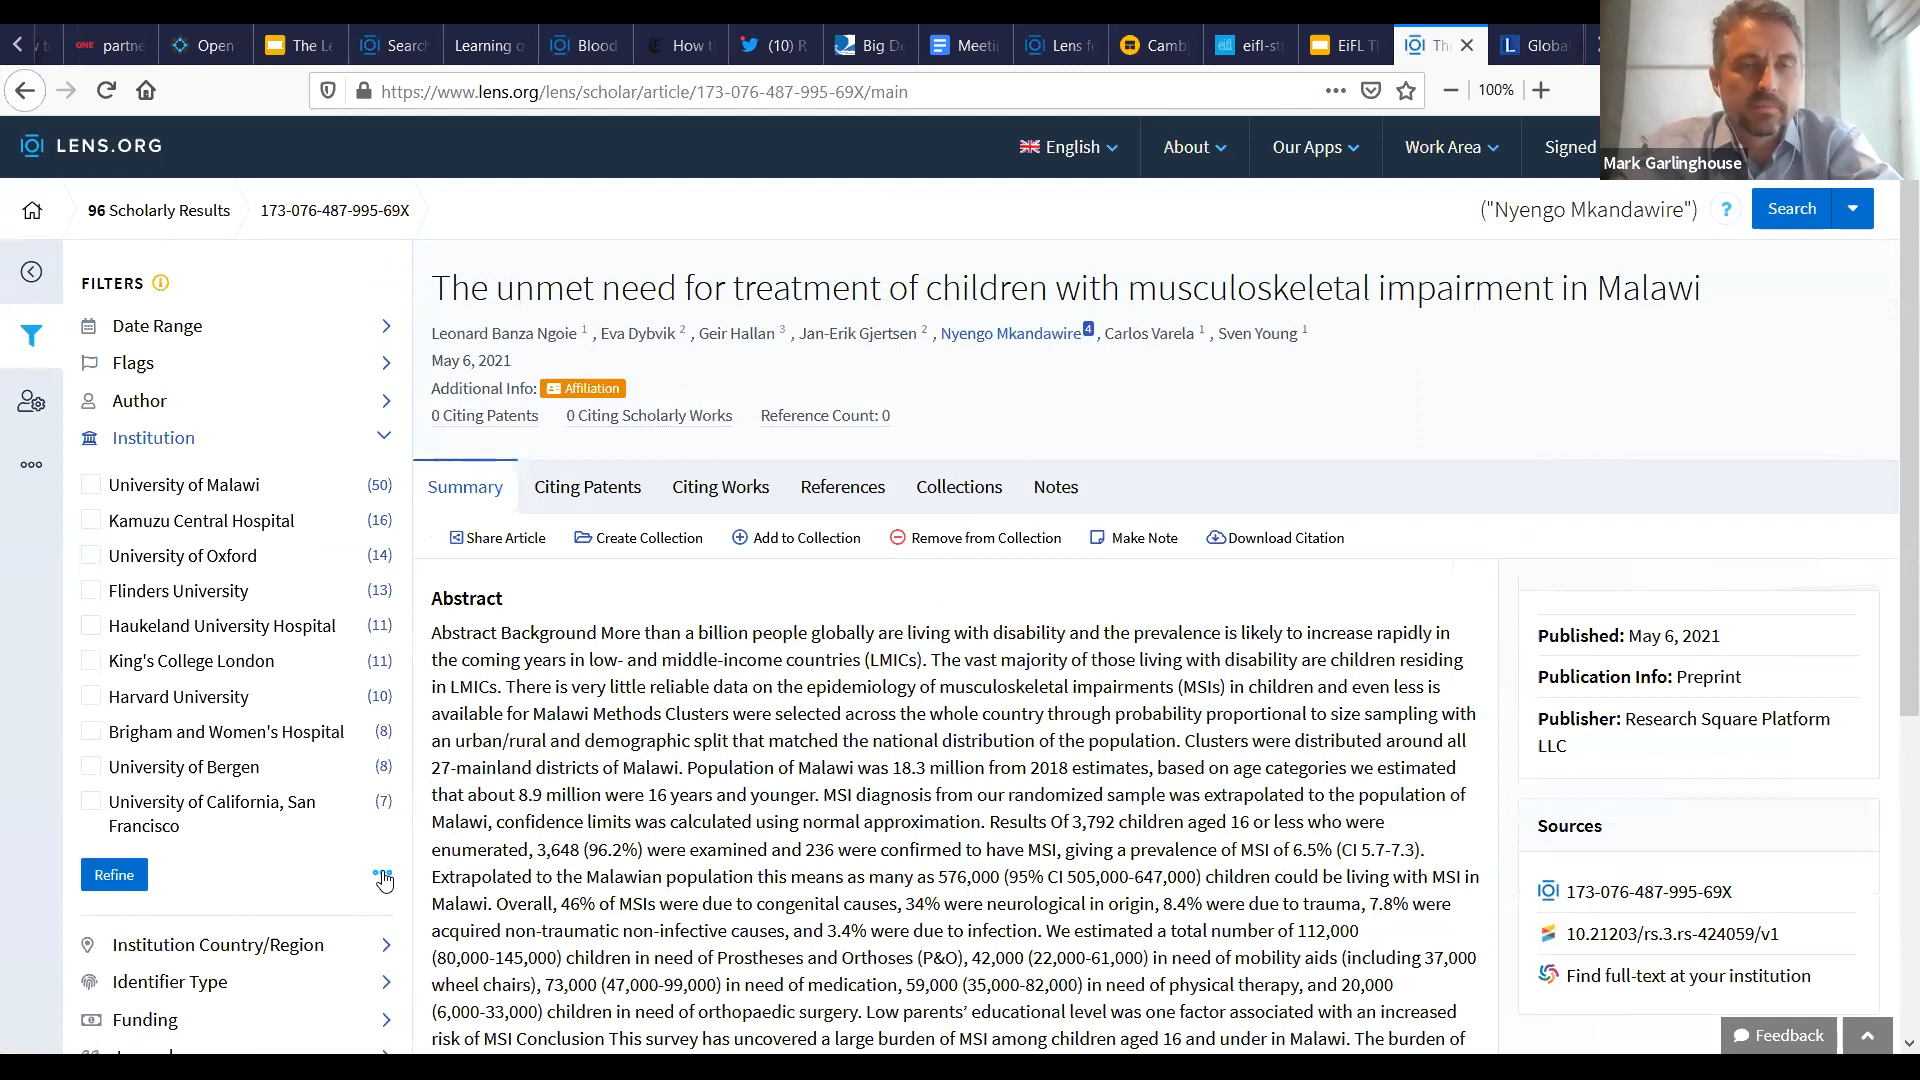 ONE partne
Open
The Le
Search
Learning o
Blood
How t
(10) R
Big De
Meeti
Lens fo
Camb
eifl-st
EiFL T
Th
Globa
https://www.lens.org/lens/scholar/article/173-076-487-995-69X/main
100%
LENS.ORG
English
About
Our Apps
Work Area
Signed
Mark Garlinghouse
96 Scholarly Results
173-076-487-995-69X
("Nyengo Mkandawire")
?
Search
FILTERS
Date Range
Flags
Author
Institution
University of Malawi (50)
Kamuzu Central Hospital (16)
University of Oxford (14)
Flinders University (13)
Haukeland University Hospital (11)
King's College London (11)
Harvard University (10)
Brigham and Women's Hospital (8)
University of Bergen (8)
University of California, San (7)
Francisco
Refine
Institution Country/Region
Identifier Type
Funding
The unmet need for treatment of children with musculoskeletal impairment in Malawi
Leonard Banza Ngoie 1 , Eva Dybvik 2 , Geir Hallan 3 , Jan-Erik Gjertsen 2 , Nyengo Mkandawire 4 , Carlos Varela 1 , Sven Young 1
May 6, 2021
Additional Info: Affiliation
0 Citing Patents 0 Citing Scholarly Works Reference Count: 0
Summary Citing Patents Citing Works References Collections Notes
Share Article Create Collection Add to Collection Remove from Collection Make Note Download Citation
Abstract
Abstract Background More than a billion people globally are living with disability and the prevalence is likely to increase rapidly in
the coming years in low- and middle-income countries (LMICs). The vast majority of those living with disability are children residing
in LMICs. There is very little reliable data on the epidemiology of musculoskeletal impairments (MSIs) in children and even less is
available for Malawi Methods Clusters were selected across the whole country through probability proportional to size sampling with
an urban/rural and demographic split that matched the national distribution of the population. Clusters were distributed around all
27-mainland districts of Malawi. Population of Malawi was 18.3 million from 2018 estimates, based on age categories we estimated
that about 8.9 million were 16 years and younger. MSI diagnosis from our randomized sample was extrapolated to the population of
Malawi, confidence limits was calculated using normal approximation. Results Of 3,792 children aged 16 or less who were
enumerated, 3,648 (96.2%) were examined and 236 were confirmed to have MSI, giving a prevalence of MSI of 6.5% (CI 5.7-7.3).
Extrapolated to the Malawian population this means as many as 576,000 (95% CI 505,000-647,000) children could be living with MSI in
Malawi. Overall, 46% of MSIs were due to congenital causes, 34% were neurological in origin, 8.4% were due to trauma, 7.8% were
acquired non-traumatic non-infective causes, and 3.4% were due to infection. We estimated a total number of 112,000
(80,000-145,000) children in need of Prostheses and Orthoses (P&O), 42,000 (22,000-61,000) in need of mobility aids (including 37,000
wheel chairs), 73,000 (47,000-99,000) in need of medication, 59,000 (35,000-82,000) in need of physical therapy, and 20,000
(6,000-33,000) children in need of orthopaedic surgery. Low parents’ educational level was one factor associated with an increased
risk of MSI Conclusion This survey has uncovered a large burden of MSI among children aged 16 and under in Malawi. The burden of
Published: May 6, 2021
Publication Info: Preprint
Publisher: Research Square Platform
LLC
Sources
173-076-487-995-69X
10.21203/rs.3.rs-424059/v1
Find full-text at your institution
Feedback